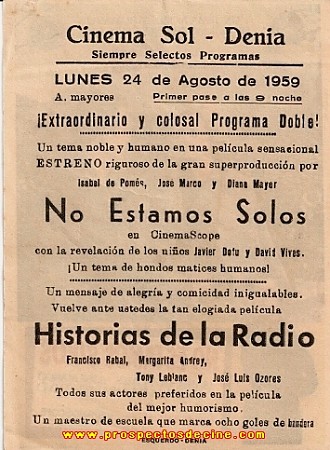 Cinema Sol - Denia
Siempre Selectos Programas
LUNES 24 de Agosto de 1959
A. mayores Primer pase a las 9 noche
¡Extraordinario y colosal Programa Doble!
Un tema noble y humano en una película sensacional
ESTRENO riguroso de la gran superproducción por
Isabel de Pomés, José Marco y Diana Mayer
No Estamos Solos
en CinemaScope
con la revelación de los niños Javier Dotu y David Vives.
¡Un tema de hondos matices humanos!
Un mensaje de alegría y comicidad inigualables.
Vuelve ante ustedes la tan elogiada película
Historias de la Radio
Francisco Rabal, Margarita Andrey,
Tony Leblanc y José Luis Ozores
Todos sus actores preferidos en la película
del mejor humorismo.
Un maestro de escuela que marca ocho goles de bandera
ESQUERDO - DENIA
www.prospectosdecine.com